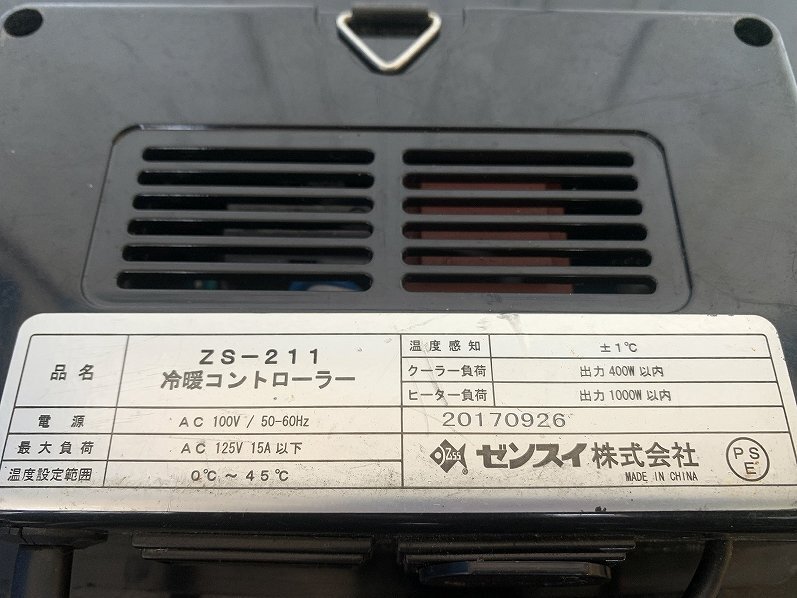 品名
ZS-211
冷暖コントローラー
電源
AC 100V / 50-60Hz
最大負荷
AC 125V 15A 以下
温度設定範囲
0℃ ～ 45℃
温度感知
±1℃
クーラー負荷
出力 400W 以内
ヒーター負荷
出力 1000W 以内
20170926
ZSS ゼンスイ株式会社
MADE IN CHINA
PS
E